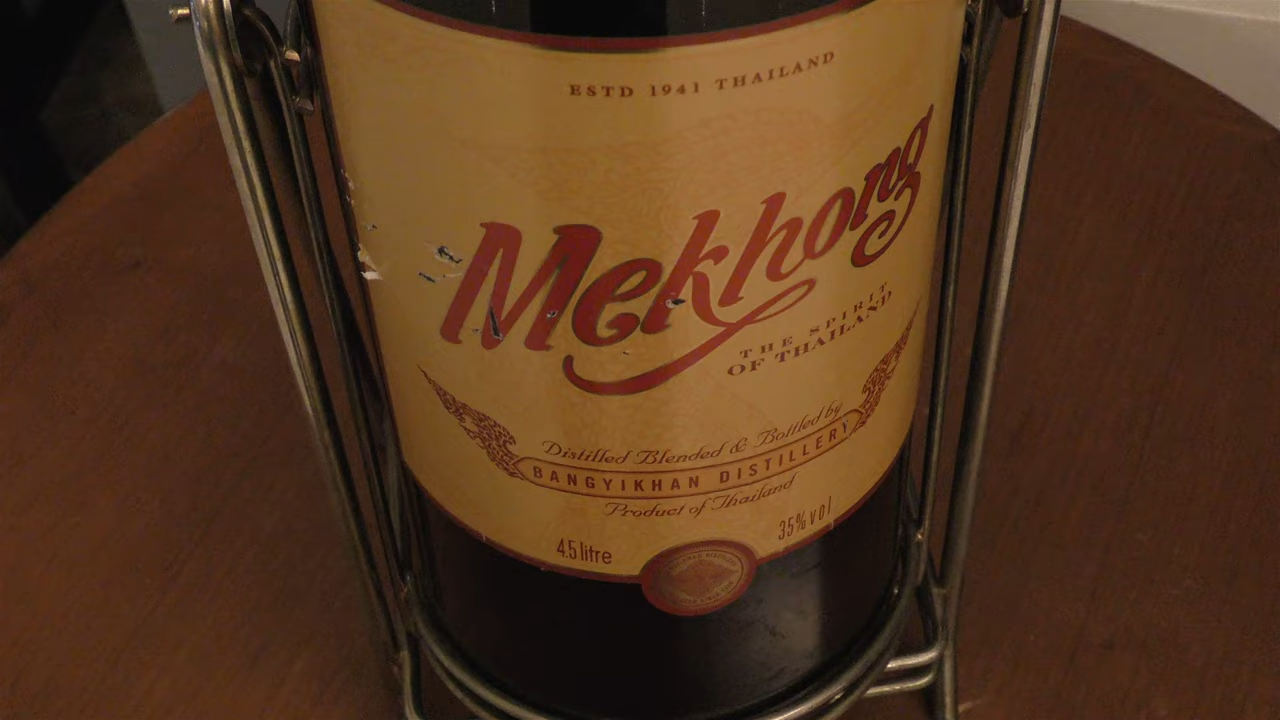 ESTD 1941 THAILAND
Mekhong
THE SPIRIT
OF THAILAND
Distilled Blended & Bottled by
BANGYIKHAN DISTILLERY
Product of Thailand
4.5 litre
35% vol